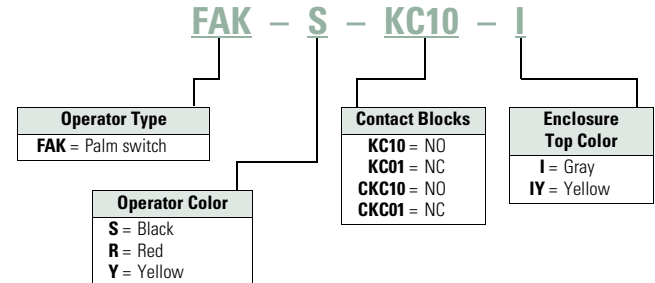 FAK – S – KC10 – I
Operator Type
FAK = Palm switch
Operator Color
S = Black
R = Red
Y = Yellow
Contact Blocks
KC10 = NO
KC01 = NC
CKC10 = NO
CKC01 = NC
Enclosure
Top Color
I = Gray
IY = Yellow